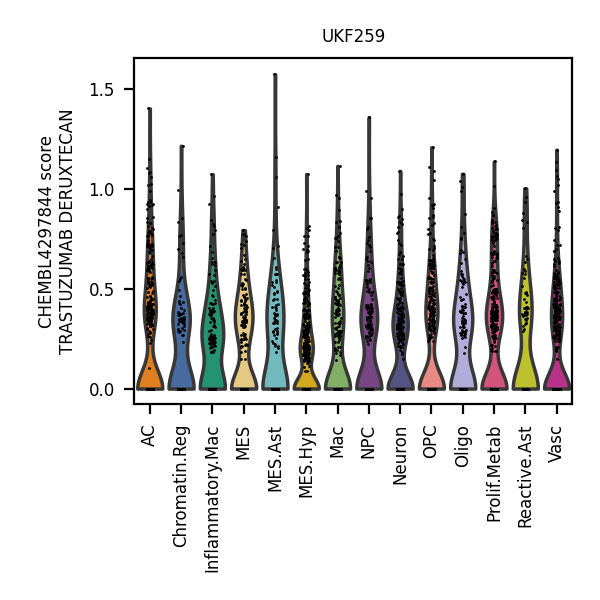 UKF259
CHEMBL4297844 score
TRASTUZUMAB DERUXTECAN
1.5
1.0
0.5
0.0
AC
Chromatin.Reg
Inflammatory.Mac
MES
MES.Ast
MES.Hyp
Mac
NPC
Neuron
OPC
Oligo
Prolif.Metab
Reactive.Ast
Vasc